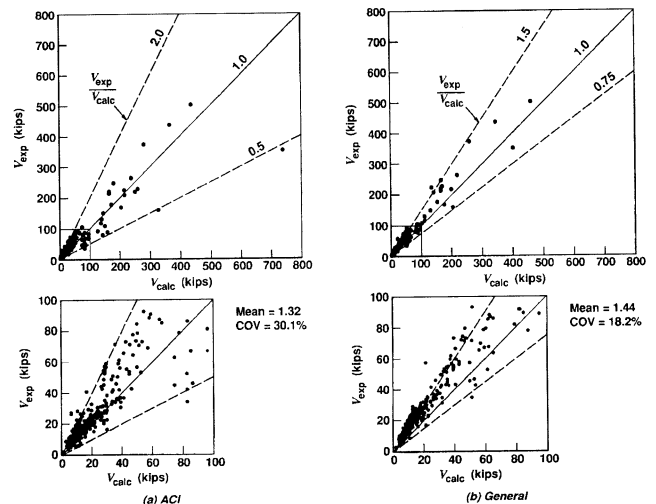 800
700
600
500
400
300
200
100
0
V_exp (kips)
2.0
1.0
0.5
V_exp
V_calc
0 100 200 300 400 500 600 700 800
V_calc (kips)
800
700
600
500
400
300
200
100
0
V_exp (kips)
1.5
1.0
0.75
V_exp
V_calc
0 100 200 300 400 500 600 700 800
V_calc (kips)
100
80
60
40
20
0
V_exp (kips)
0 20 40 60 80 100
V_calc (kips)
Mean = 1.32
COV = 30.1%
(a) ACI
100
80
60
40
20
0
V_exp (kips)
0 20 40 60 80 100
V_calc (kips)
Mean = 1.44
COV = 18.2%
(b) General